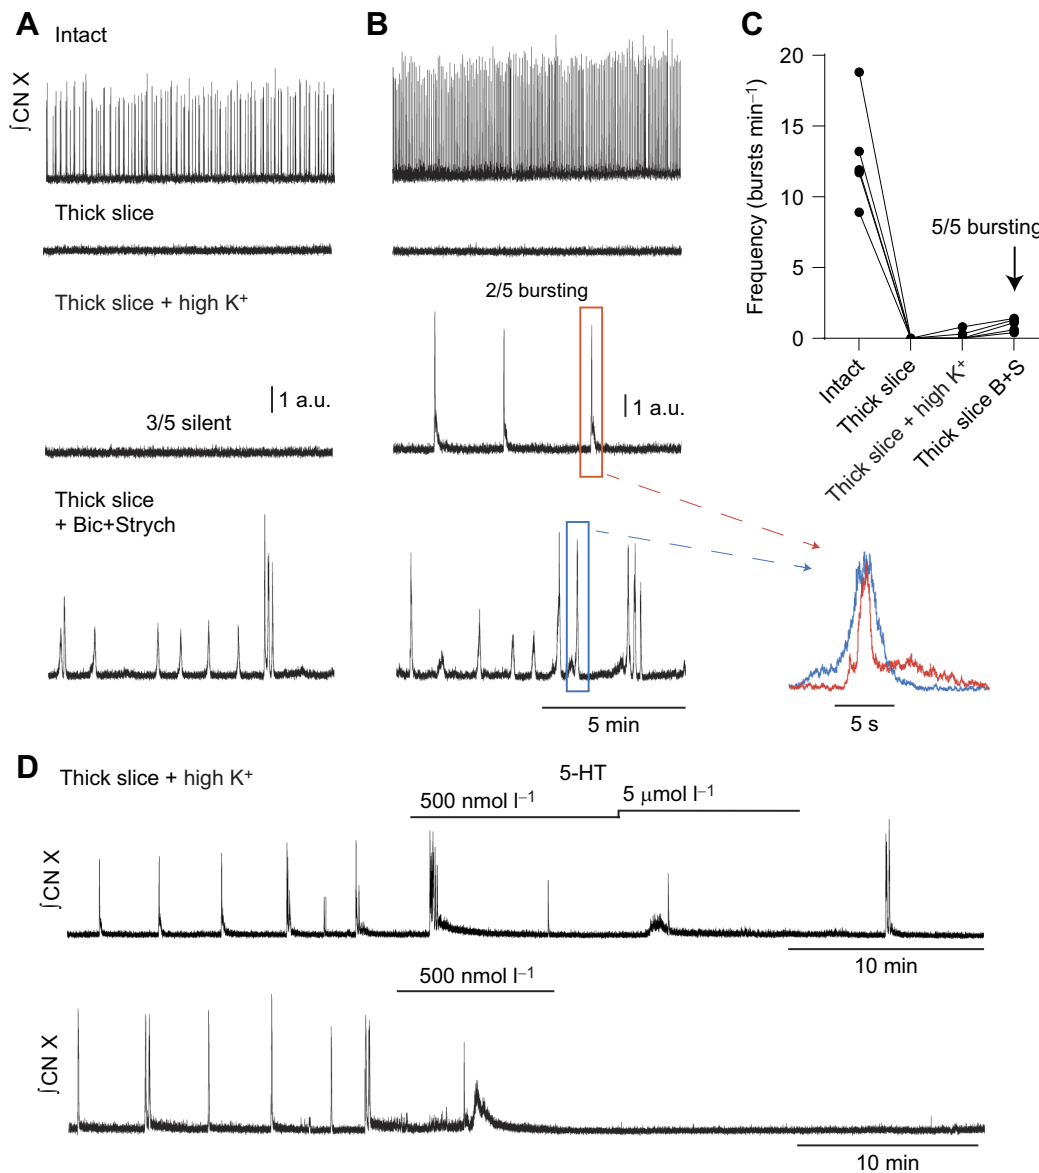 A
Intact
∫CN X
Thick slice
Thick slice + high K⁺
1 a.u.
3/5 silent
Thick slice
+ Bic+Strych
B
2/5 bursting
1 a.u.
5 min
C
Frequency (bursts min⁻¹)
20
15
10
5
0
5/5 bursting
Intact
Thick slice
Thick slice + high K⁺
Thick slice B+S
5 s
D
Thick slice + high K⁺
5-HT
500 nmol l⁻¹
5 μmol l⁻¹
∫CN X
10 min
500 nmol l⁻¹
∫CN X
10 min